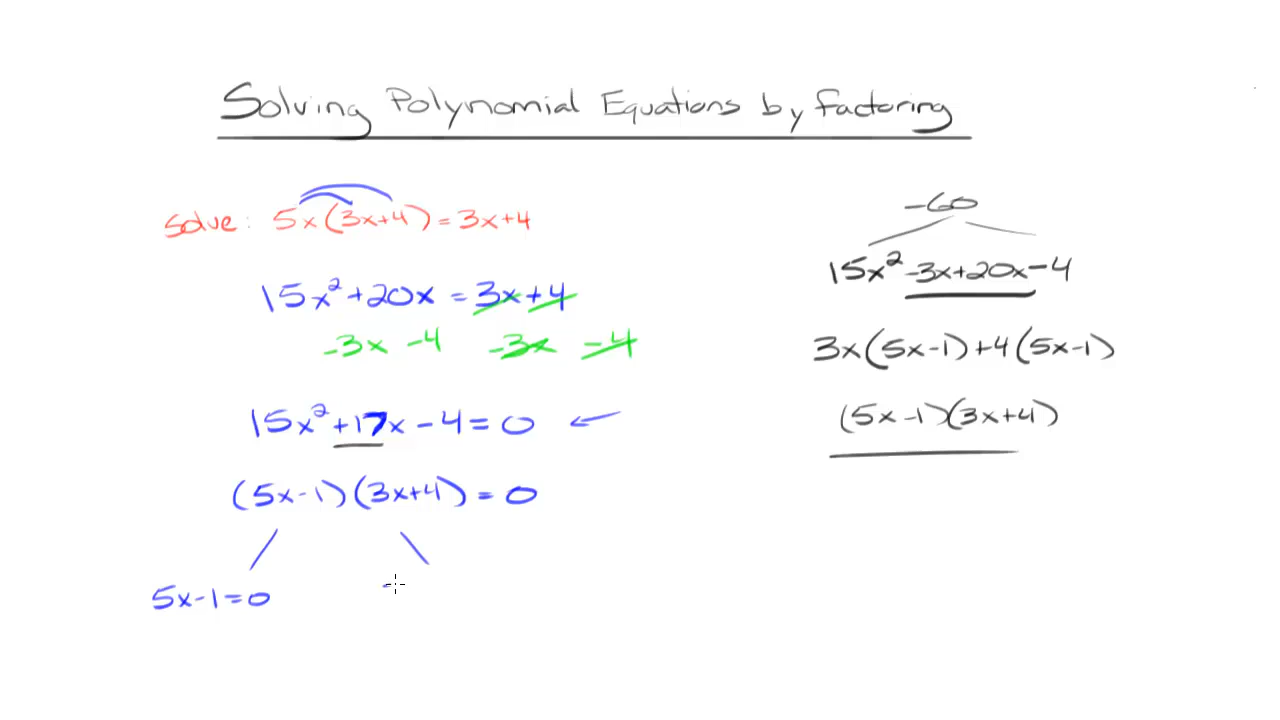 Solving Polynomial Equations by factoring
solve: 5x(3x+4)=3x+4
15x²+20x = 3x+4
-3x -4 -3x -4
15x²+17x-4=0
(5x-1)(3x+4)=0
5x-1=0
-60
15x²-3x+20x-4
3x(5x-1)+4(5x-1)
(5x-1)(3x+4)